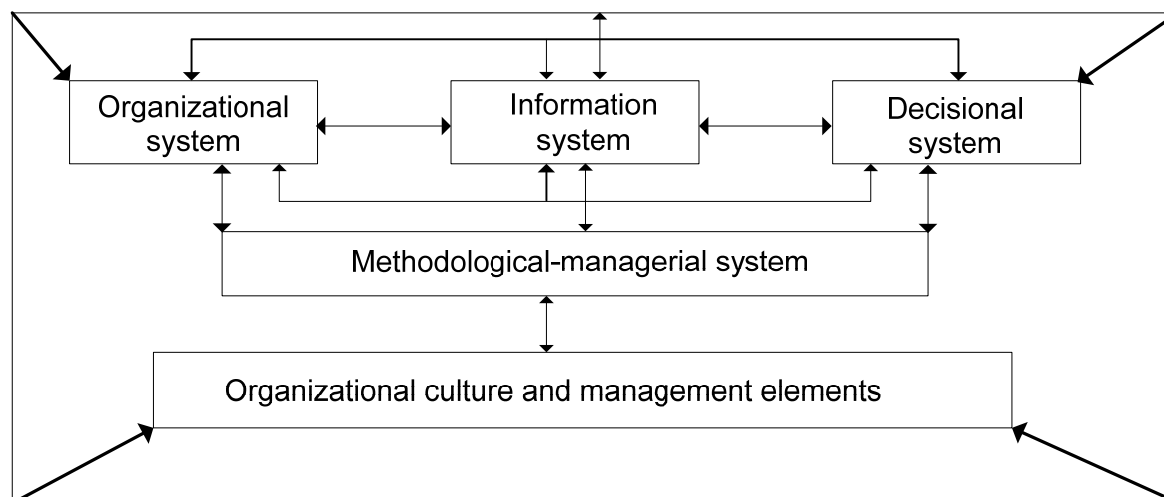 Organizational
system
Information
system
Decisional
system
Methodological-managerial system
Organizational culture and management elements